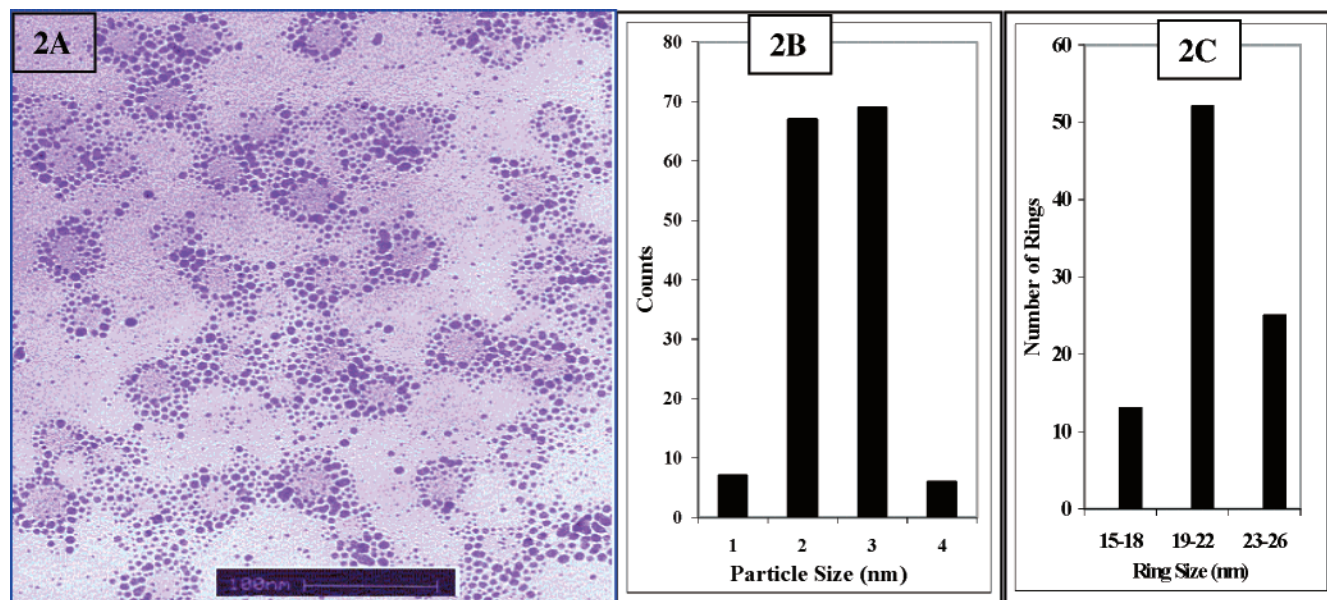 2A
100nm
2B
80
70
60
50
40
30
20
10
0
Counts
1 2 3 4
Particle Size (nm)
2C
60
50
40
30
20
10
0
Number of Rings
15-18 19-22 23-26
Ring Size (nm)